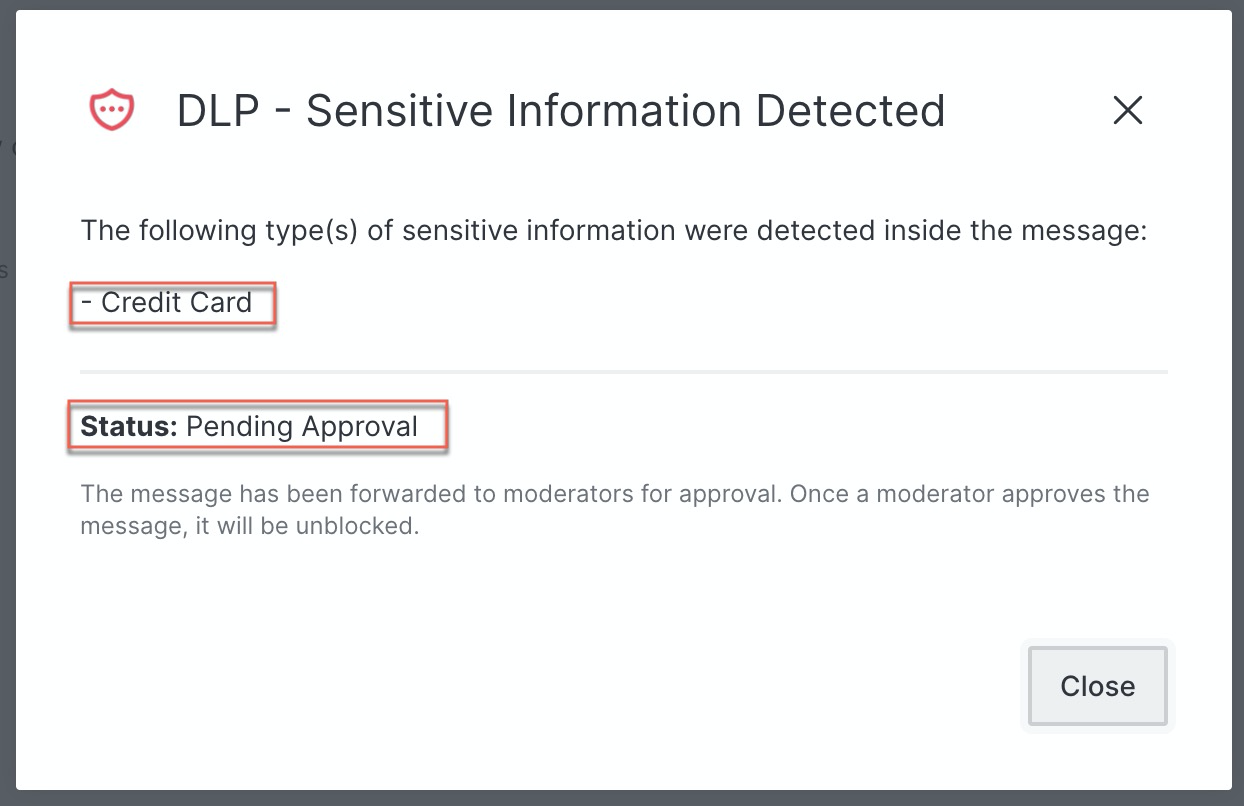 DLP - Sensitive Information Detected
The following type(s) of sensitive information were detected inside the message:
- Credit Card
Status: Pending Approval
The message has been forwarded to moderators for approval. Once a moderator approves the
message, it will be unblocked.
Close